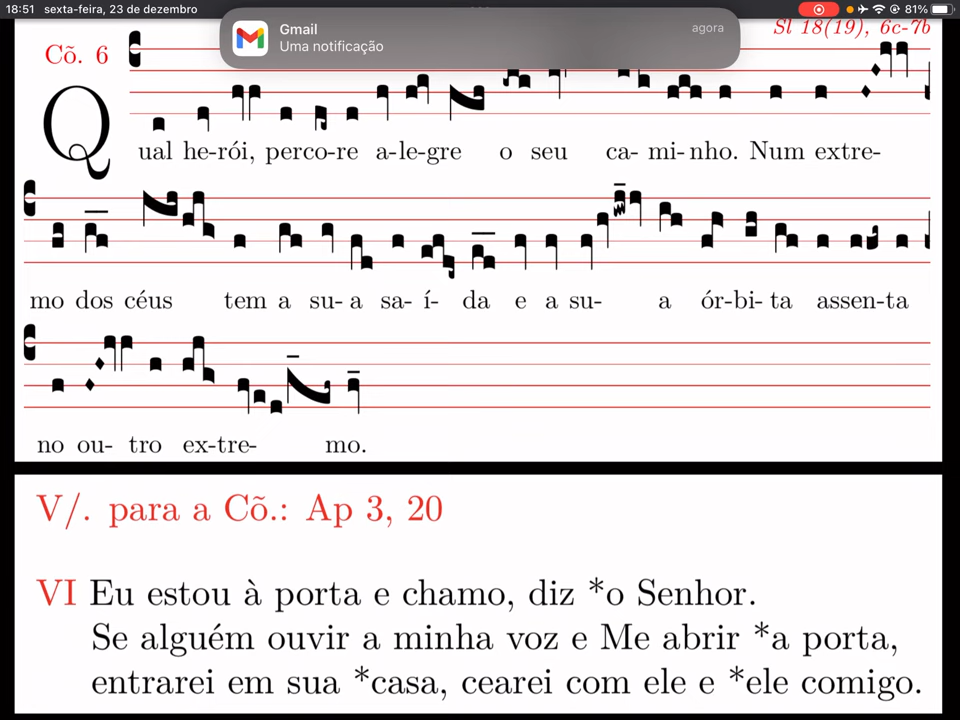 18:51 sexta-feira, 23 de dezembro
81%
Gmail
agora
Uma notificação
Sl 18(19), 6c-7b
Cõ. 6
Qual he-rói, perco-re a-le-gre o seu ca- mi-nho. Num extre-
mo dos céus tem a su- a sa- í- da e a su- a ór-bi- ta assen-ta
no ou- tro ex-tre- mo.
V/. para a Cõ.: Ap 3, 20
VI Eu estou à porta e chamo, diz *o Senhor.
Se alguém ouvir a minha voz e Me abrir *a porta,
entrarei em sua *casa, cearei com ele e *ele comigo.